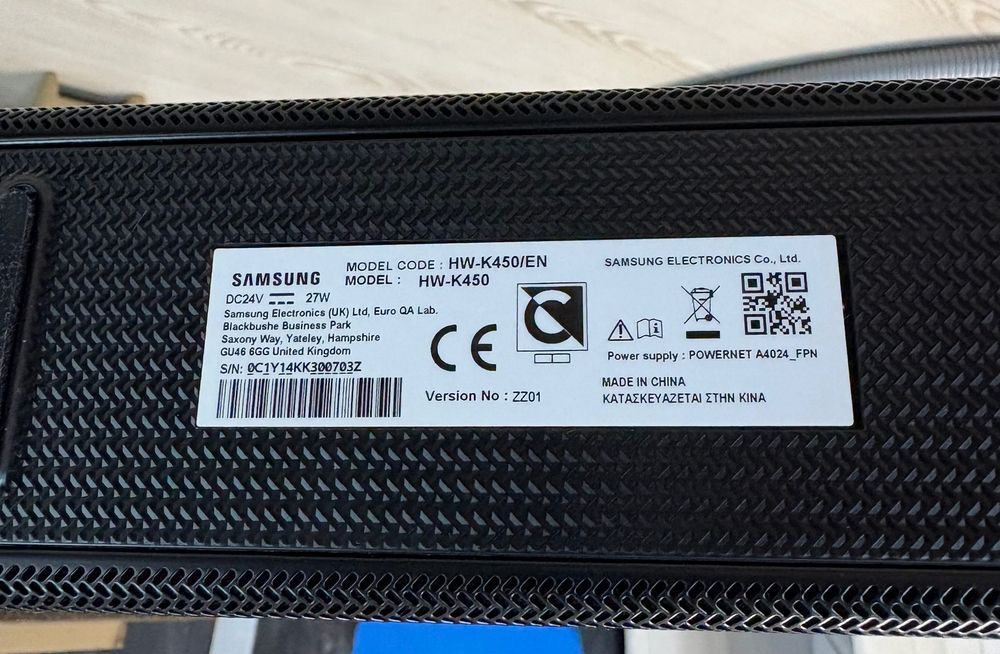 SAMSUNG
MODEL CODE : HW-K450/EN
MODEL : HW-K450
DC24V 27W
Samsung Electronics (UK) Ltd, Euro QA Lab.
Blackbushe Business Park
Saxony Way, Yateley, Hampshire
GU46 6GG United Kingdom
S/N: 0C1Y14KK300703Z
CE
Version No : ZZ01
SAMSUNG ELECTRONICS Co., Ltd.
Power supply : POWERNET A4024_FPN
MADE IN CHINA
ΚΑΤΑΣΚΕΥΑΖΕΤΑΙ ΣΤΗΝ ΚΙΝΑ